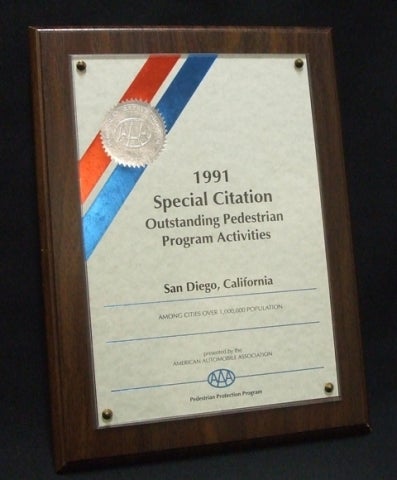 AAA
1991
Special Citation
Outstanding Pedestrian
Program Activities
San Diego, California
AMONG CITIES OVER 1,000,000 POPULATION
presented by the
AMERICAN AUTOMOBILE ASSOCIATION
AAA
Pedestrian Protection Program